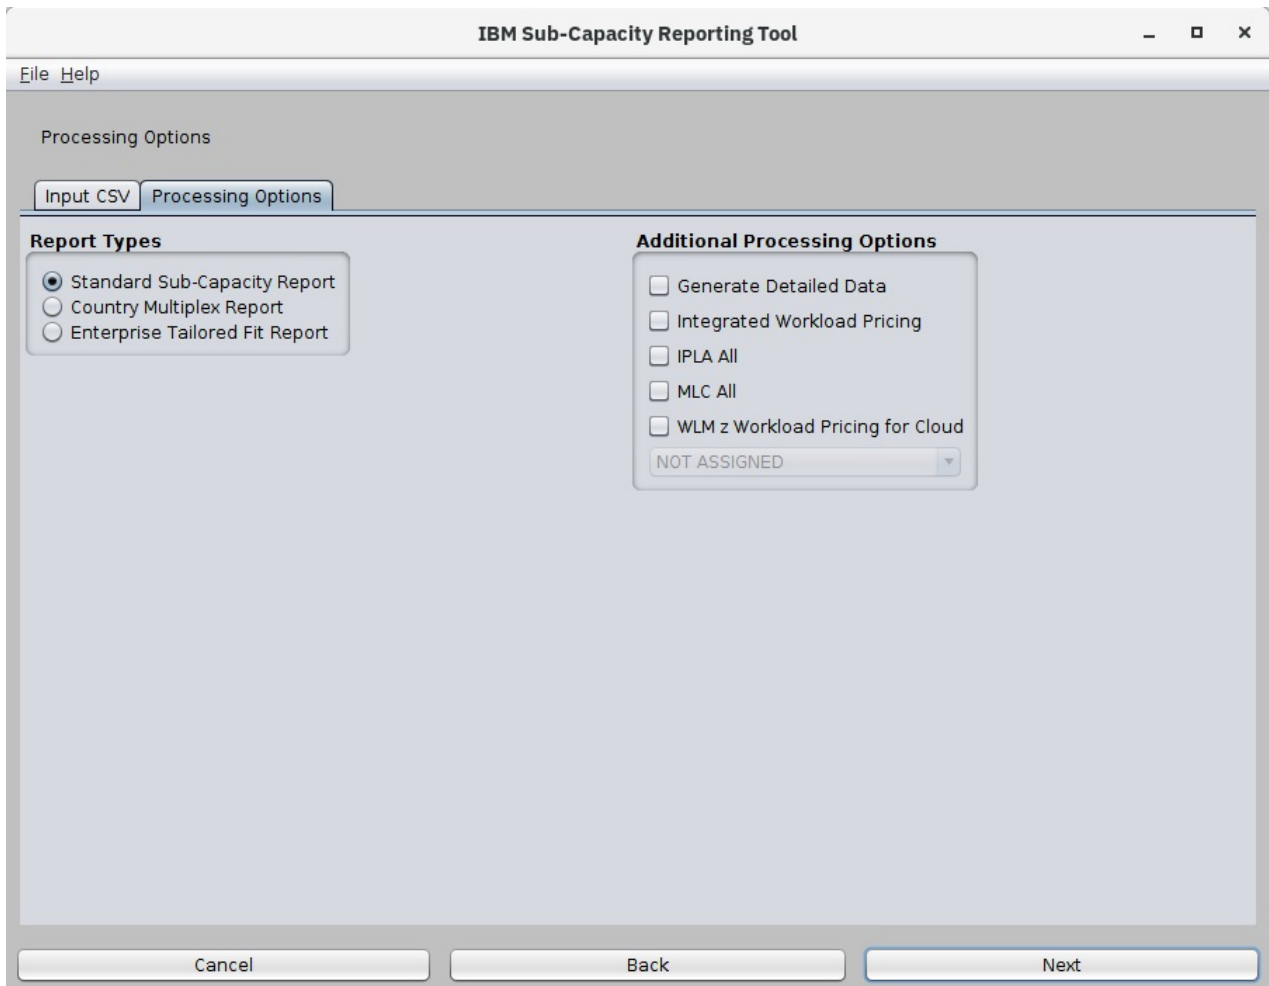 IBM Sub-Capacity Reporting Tool
File Help
Processing Options
Input CSV Processing Options
Report Types
Standard Sub-Capacity Report
Country Multiplex Report
Enterprise Tailored Fit Report
Additional Processing Options
Generate Detailed Data
Integrated Workload Pricing
IPLA All
MLC All
WLM z Workload Pricing for Cloud
NOT ASSIGNED
Cancel Back Next